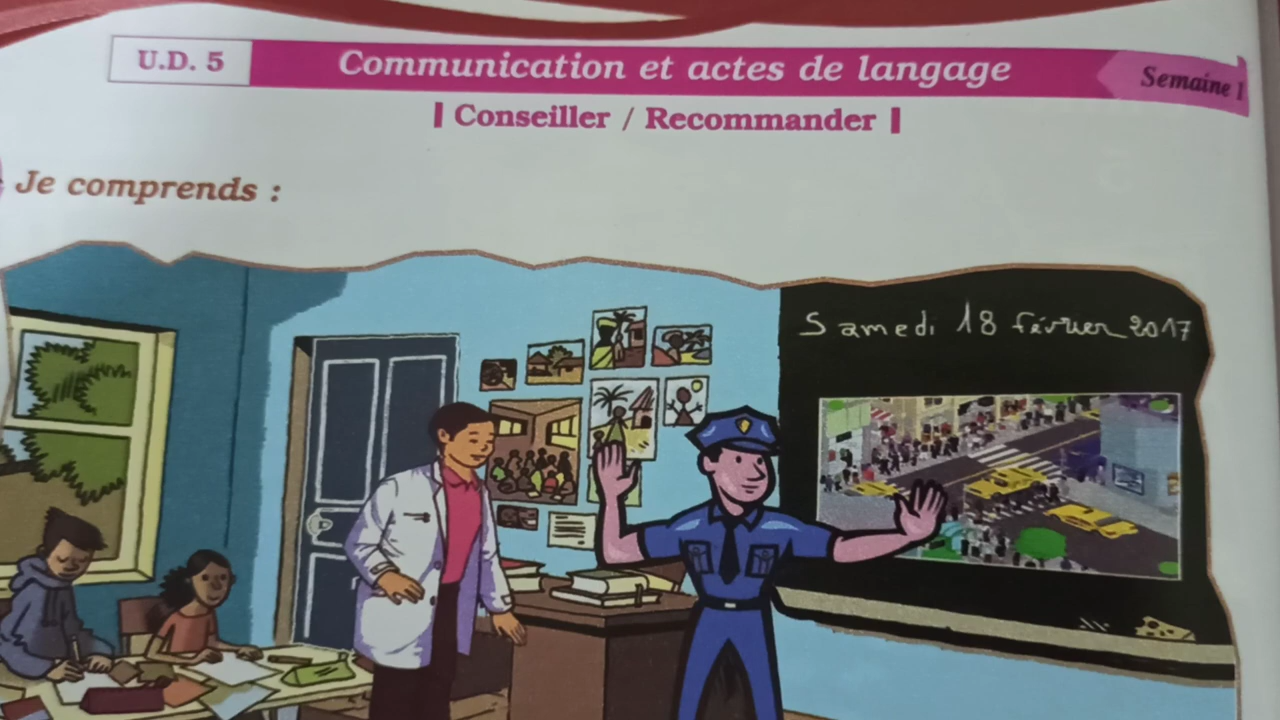 U.D. 5
Communication et actes de langage
Semaine 1
Conseiller / Recommander
Je comprends :
Samedi 18 février 2017